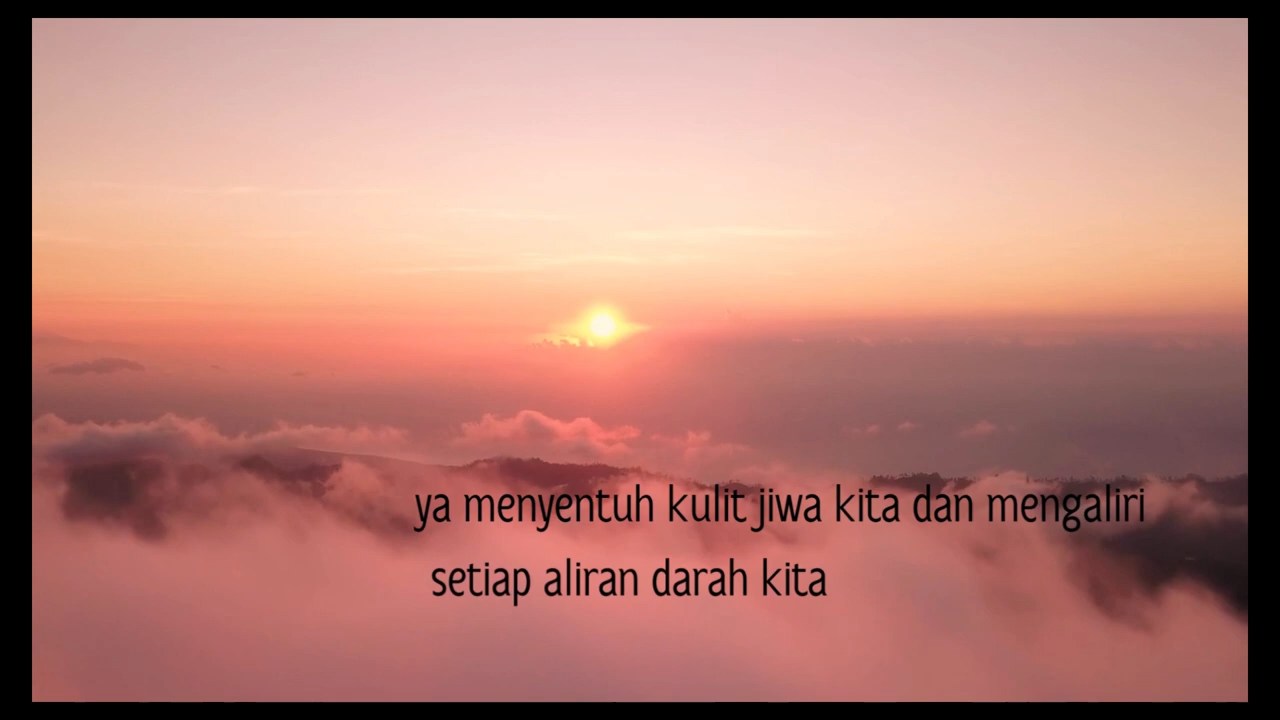 ya menyentuh kulit jiwa kita dan mengaliri
setiap aliran darah kita